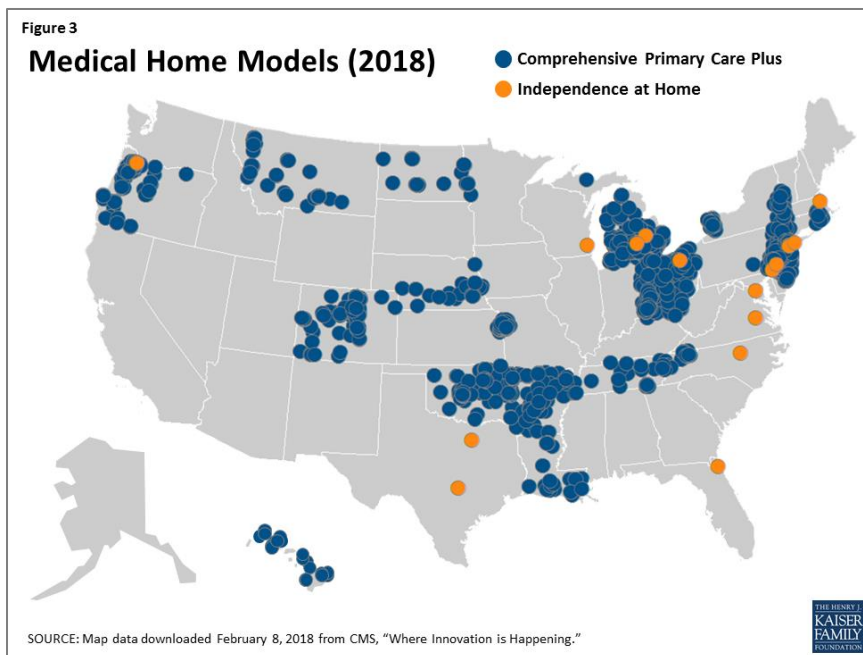 Figure 3
Medical Home Models (2018)
Comprehensive Primary Care Plus
Independence at Home
SOURCE: Map data downloaded February 8, 2018 from CMS, “Where Innovation is Happening.”
THE HENRY J.
KAISER
FAMILY
FOUNDATION